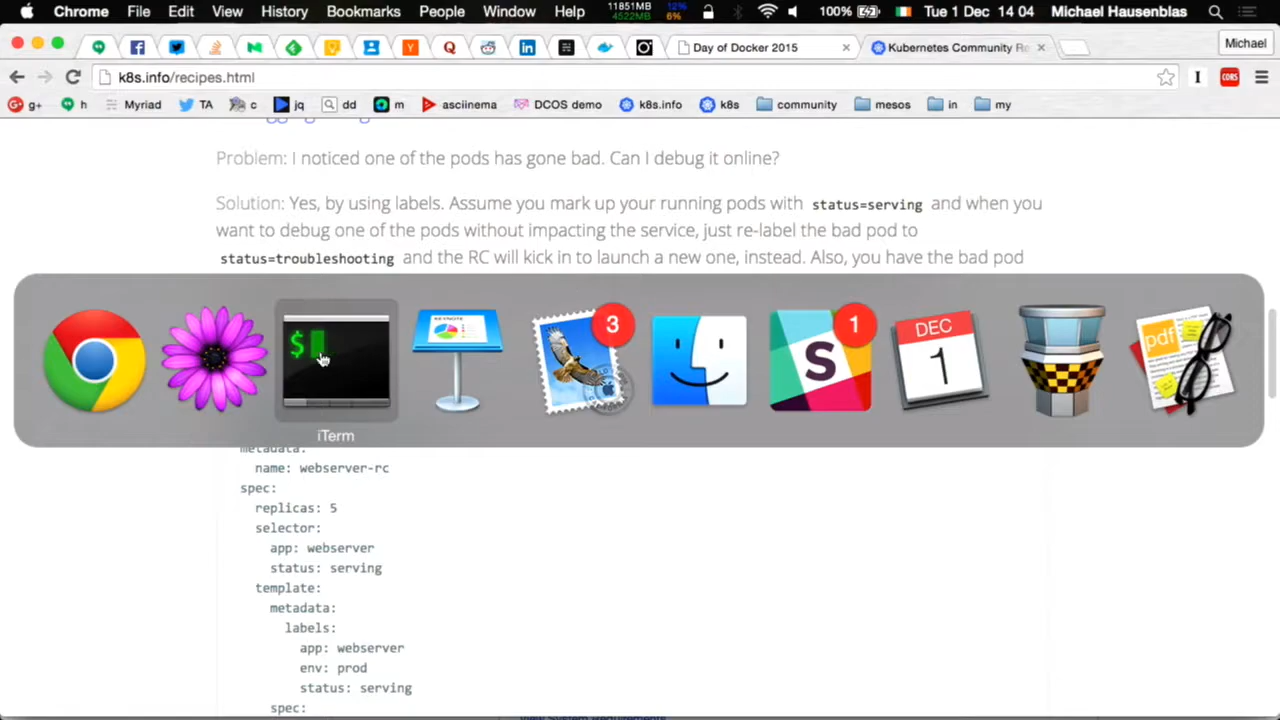 Chrome File Edit View History Bookmarks People Window Help 11851MB 4522MB 12% 6% 100% Tue 1 Dec 14 04 Michael Hausenblas
Day of Docker 2015 × Kubernetes Community Re × Michael
k8s.info/recipes.html
g+ h Myriad TA c jq dd m asciinema DCOS demo k8s.info k8s community mesos in my
Problem: I noticed one of the pods has gone bad. Can I debug it online?
Solution: Yes, by using labels. Assume you mark up your running pods with status=serving and when you
want to debug one of the pods without impacting the service, just re-label the bad pod to
status=troubleshooting and the RC will kick in to launch a new one, instead. Also, you have the bad pod
$
KEYNOTE
3
1
S
DEC
1
pdf
iTerm
metadata:
name: webserver-rc
spec:
replicas: 5
selector:
app: webserver
status: serving
template:
metadata:
labels:
app: webserver
env: prod
status: serving
spec: